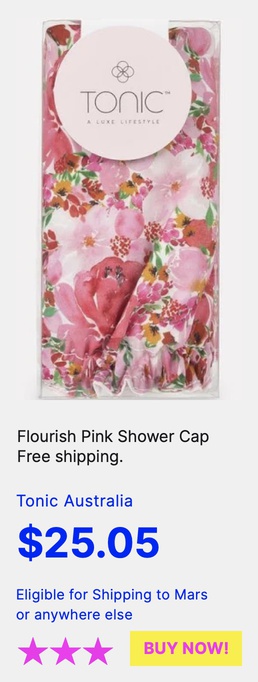 TONIC™
A LUXE LIFESTYLE
Flourish Pink Shower Cap
Free shipping.
Tonic Australia
$25.05
Eligible for Shipping to Mars
or anywhere else
BUY NOW!